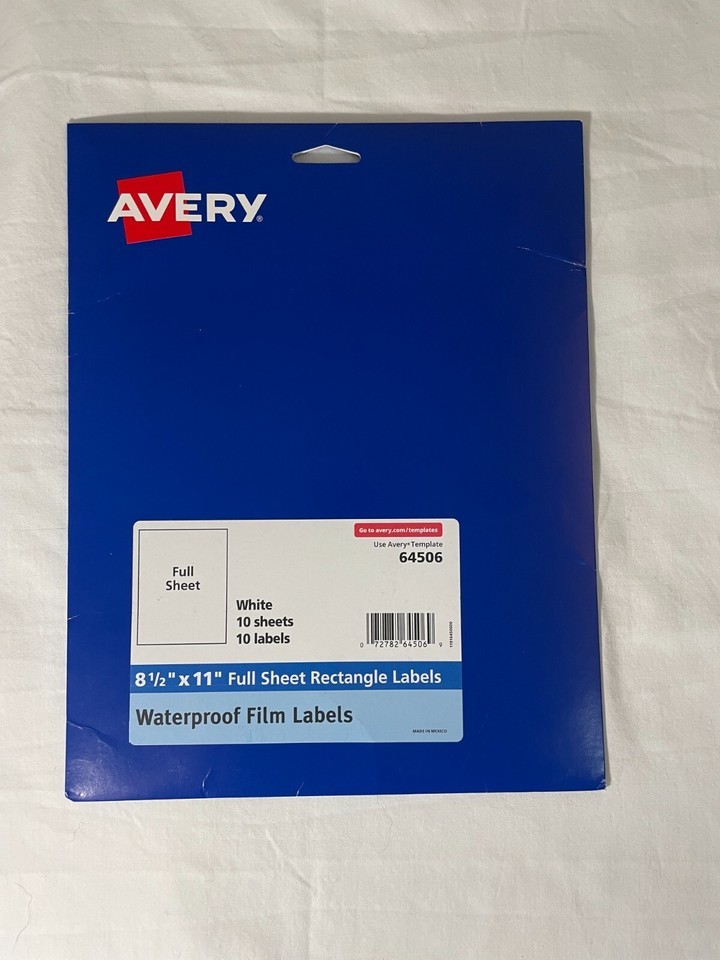 AVERY®
Go to avery.com/templates
Use Avery® Template
64506
Full
Sheet
White
10 sheets
10 labels
0 72782 64506 9
8 1/2" x 11" Full Sheet Rectangle Labels
Waterproof Film Labels
MADE IN MEXICO